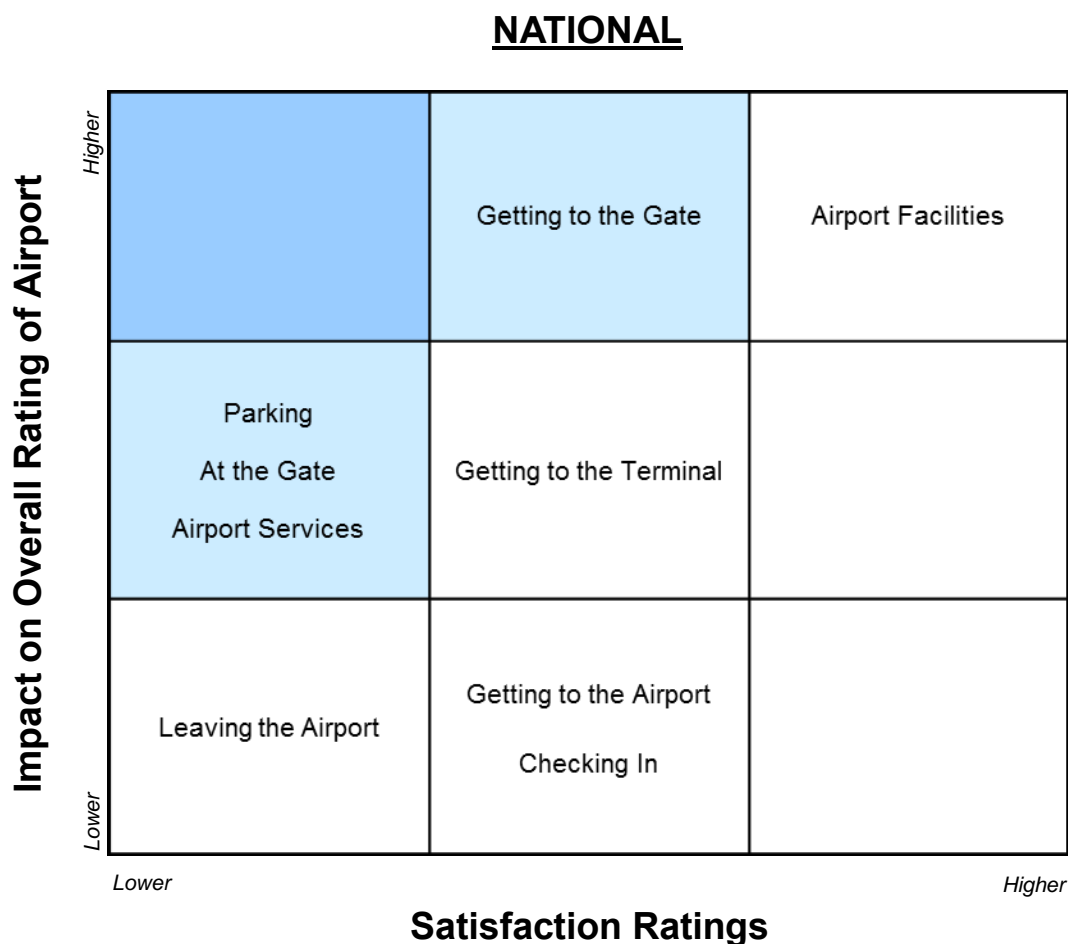 NATIONAL
Impact on Overall Rating of Airport
Higher
Getting to the Gate
Airport Facilities
Parking
At the Gate
Airport Services
Getting to the Terminal
Leaving the Airport
Getting to the Airport
Checking In
Lower
Lower
Higher
Satisfaction Ratings